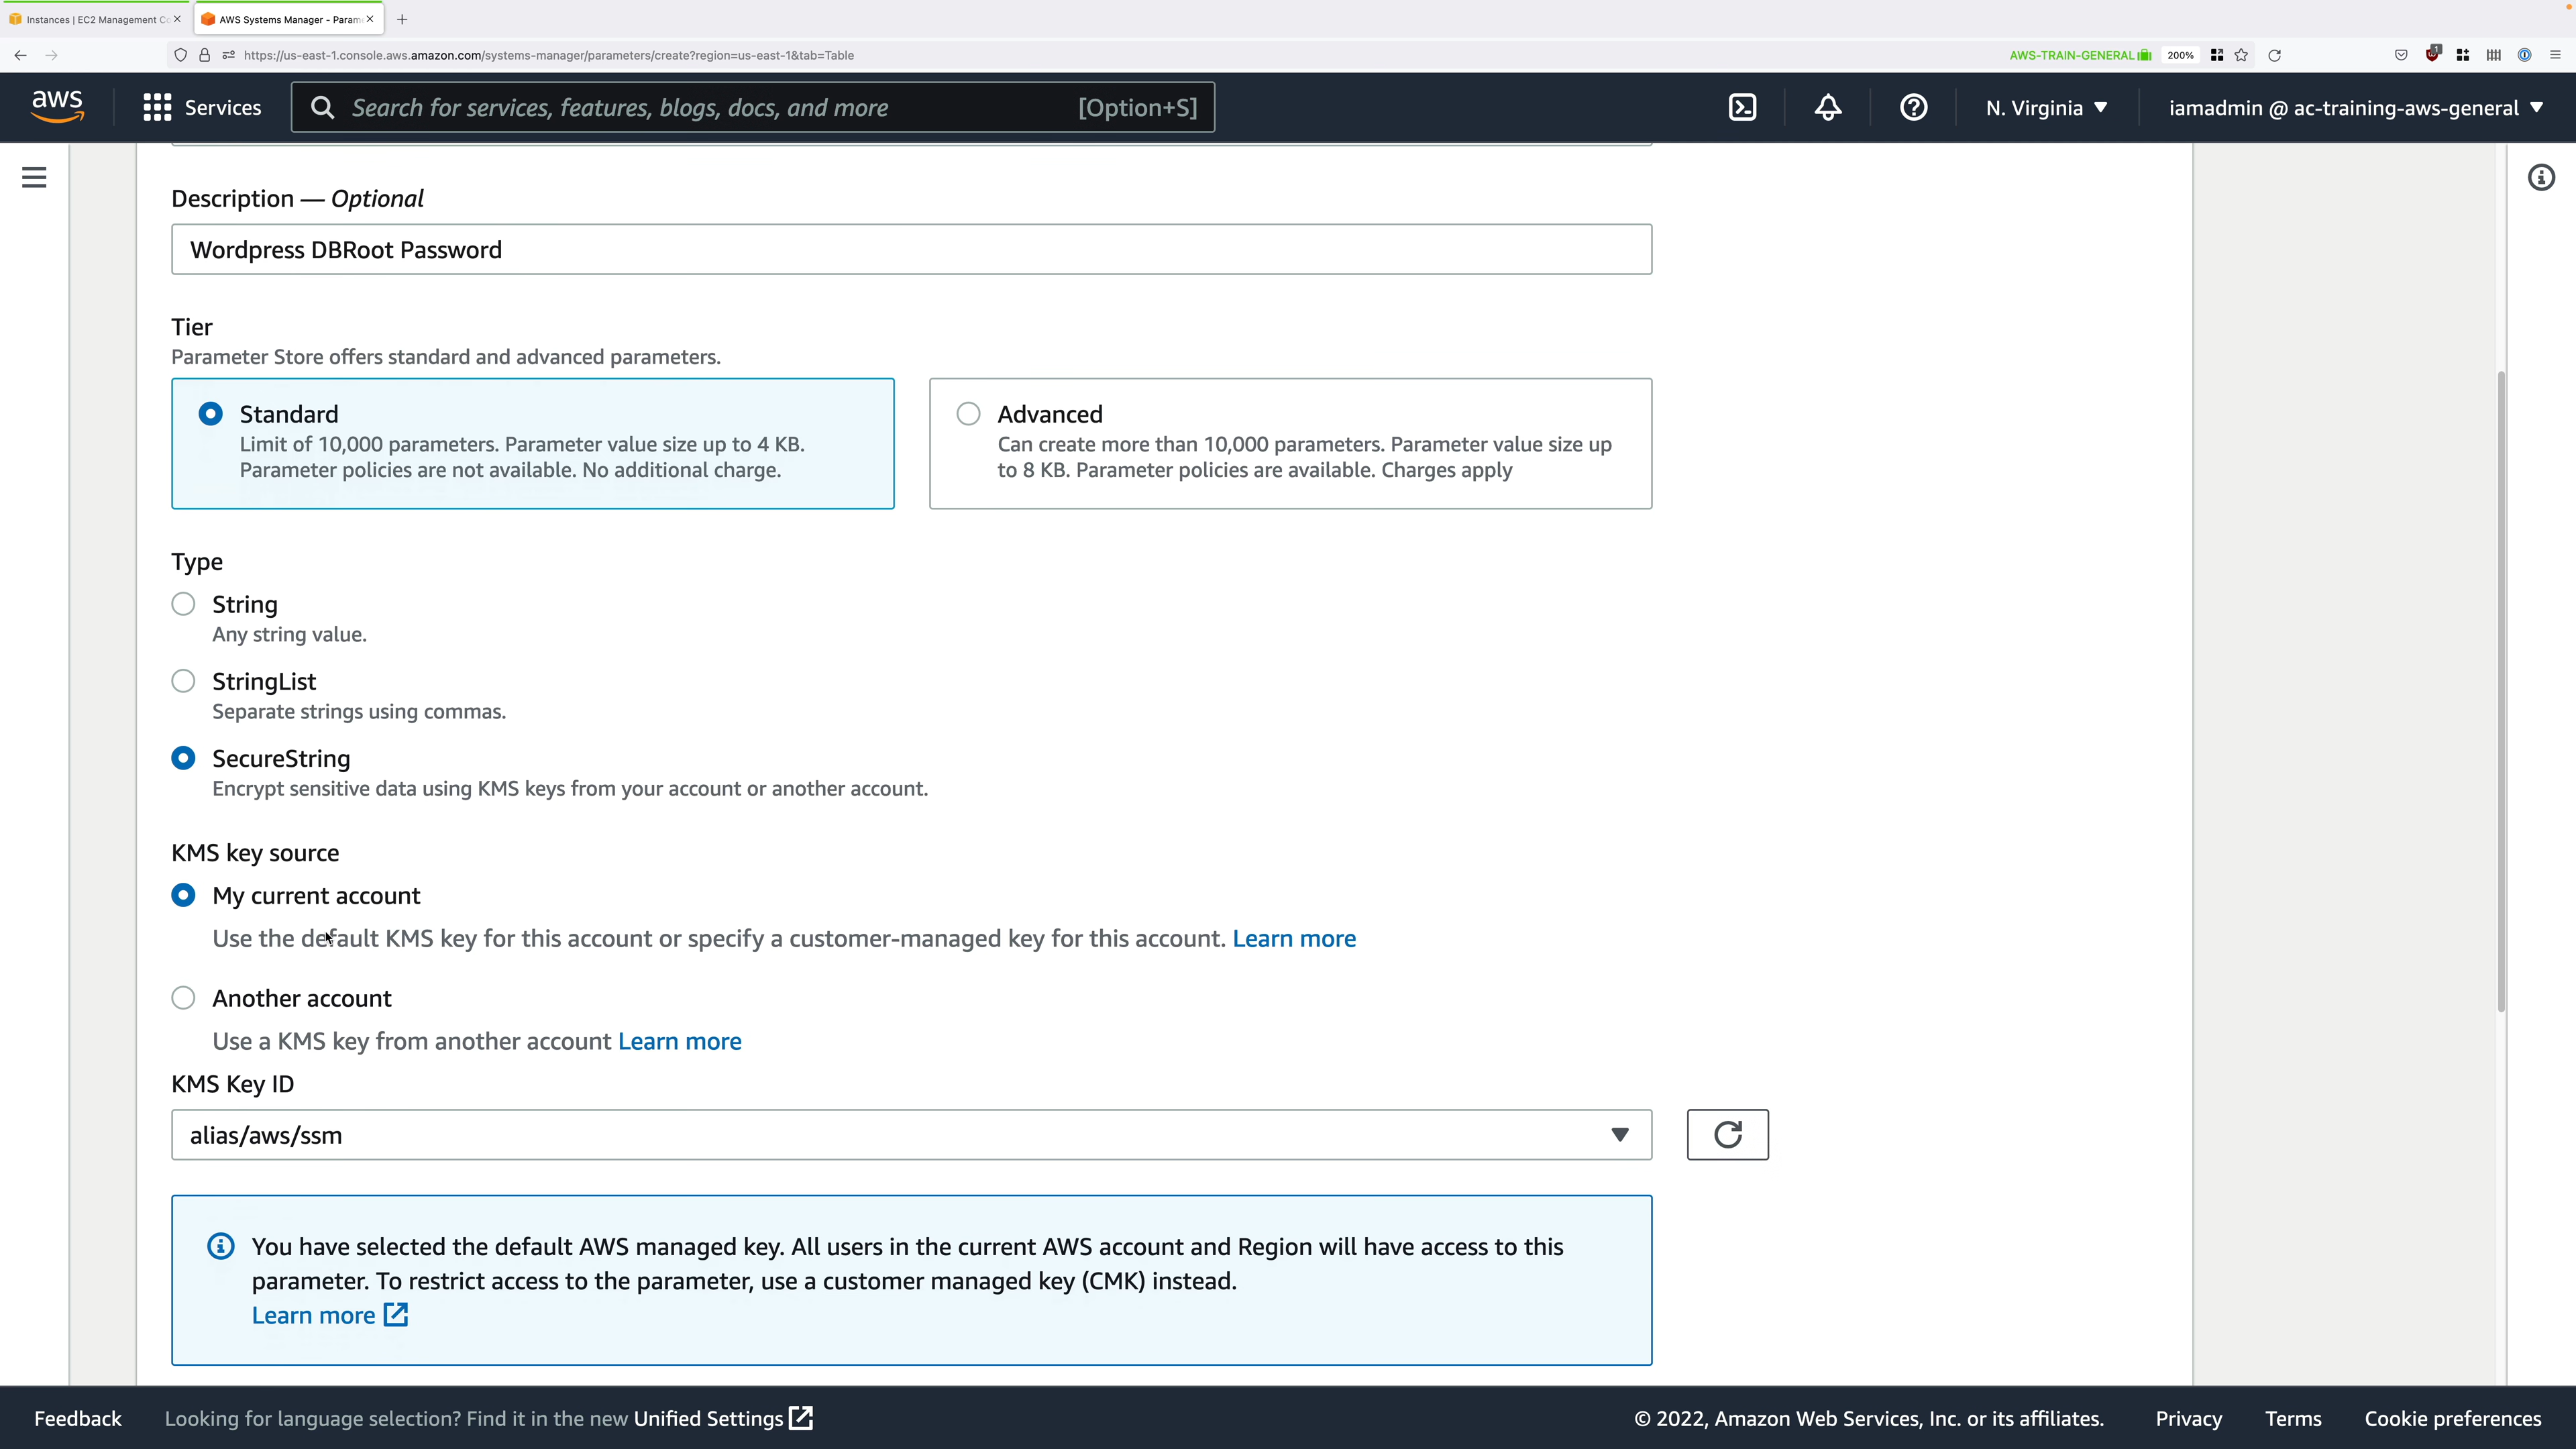 Instances | EC2 Management Co
AWS Systems Manager - Param
https://us-east-1.console.aws.amazon.com/systems-manager/parameters/create?region=us-east-1&tab=Table
AWS-TRAIN-GENERAL
200%
1
aws
Services
Search for services, features, blogs, docs, and more
[Option+S]
N. Virginia
iamadmin @ ac-training-aws-general
Description — Optional
Wordpress DBRoot Password
Tier
Parameter Store offers standard and advanced parameters.
Standard
Limit of 10,000 parameters. Parameter value size up to 4 KB.
Parameter policies are not available. No additional charge.
Advanced
Can create more than 10,000 parameters. Parameter value size up
to 8 KB. Parameter policies are available. Charges apply
Type
String
Any string value.
StringList
Separate strings using commas.
SecureString
Encrypt sensitive data using KMS keys from your account or another account.
KMS key source
My current account
Use the default KMS key for this account or specify a customer-managed key for this account. Learn more
Another account
Use a KMS key from another account Learn more
KMS Key ID
alias/aws/ssm
You have selected the default AWS managed key. All users in the current AWS account and Region will have access to this
parameter. To restrict access to the parameter, use a customer managed key (CMK) instead.
Learn more
Feedback
Looking for language selection? Find it in the new Unified Settings
© 2022, Amazon Web Services, Inc. or its affiliates.
Privacy
Terms
Cookie preferences